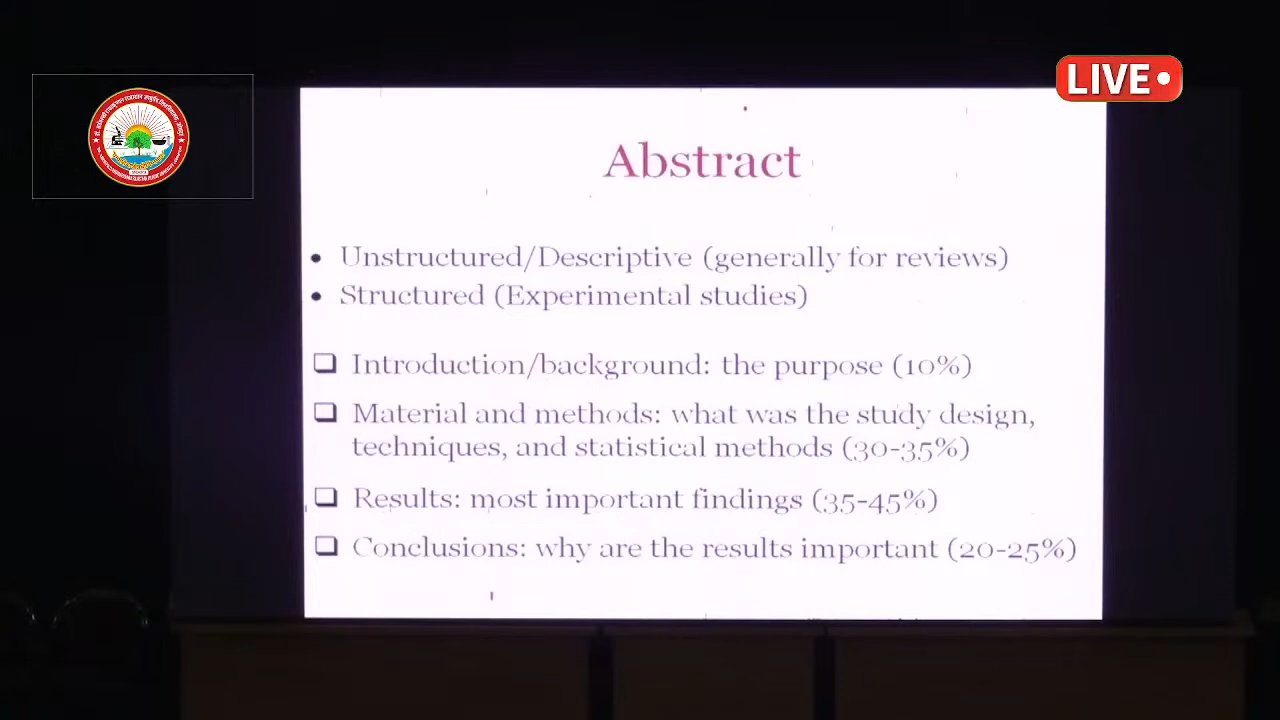 LIVE
Abstract
• Unstructured/Descriptive (generally for reviews)
• Structured (Experimental studies)
❑ Introduction/background: the purpose (10%)
❑ Material and methods: what was the study design,
techniques, and statistical methods (30-35%)
❑ Results: most important findings (35-45%)
❑ Conclusions: why are the results important (20-25%)